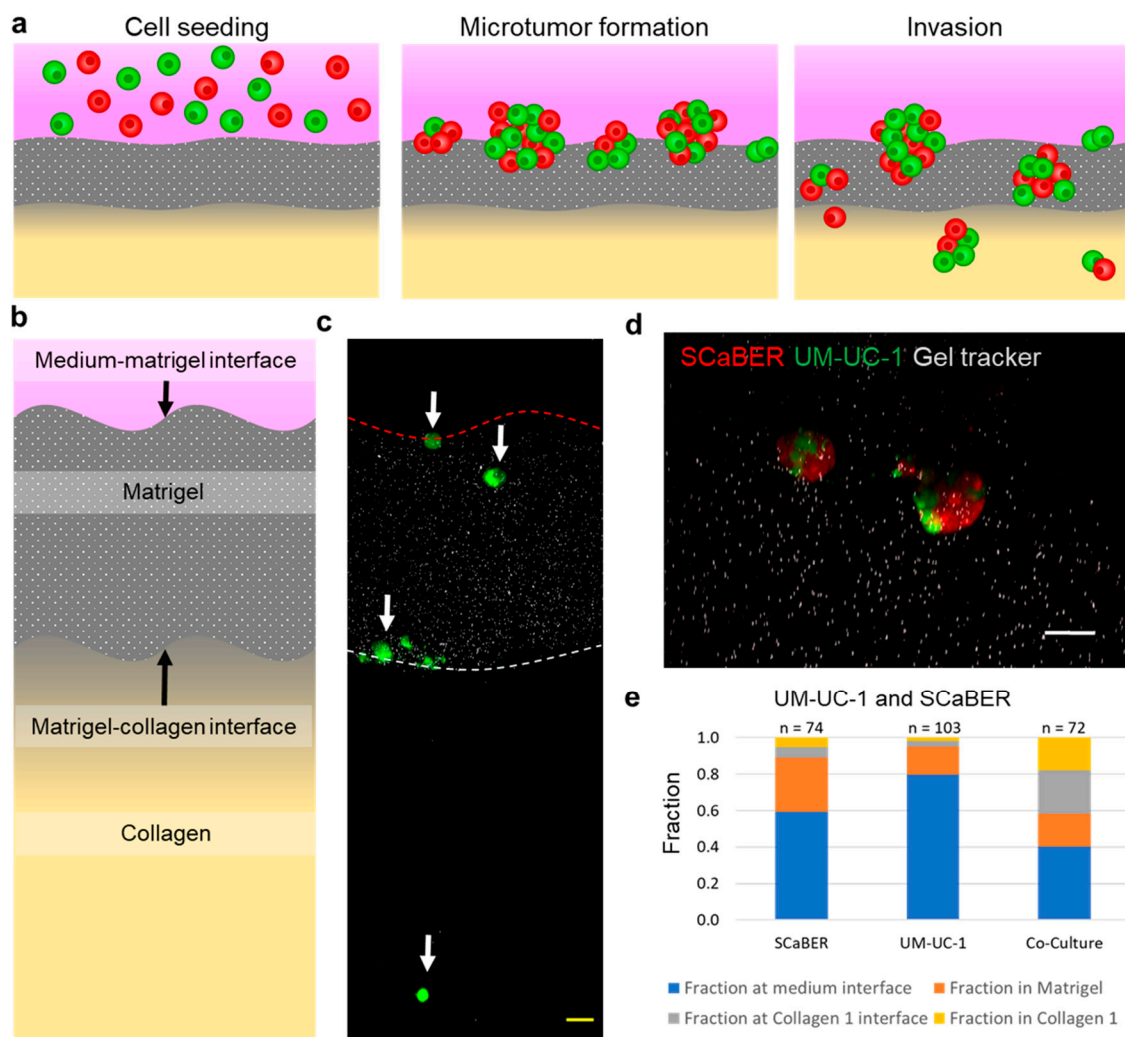 a
Cell seeding
Microtumor formation
Invasion
b
Medium-matrigel interface
Matrigel
Matrigel-collagen interface
Collagen
c
d
SCaBER UM-UC-1 Gel tracker
e
UM-UC-1 and SCaBER
n = 74
n = 103
n = 72
Fraction
1.0
0.8
0.6
0.4
0.2
0.0
SCaBER
UM-UC-1
Co-Culture
Fraction at medium interface
Fraction in Matrigel
Fraction at Collagen 1 interface
Fraction in Collagen 1